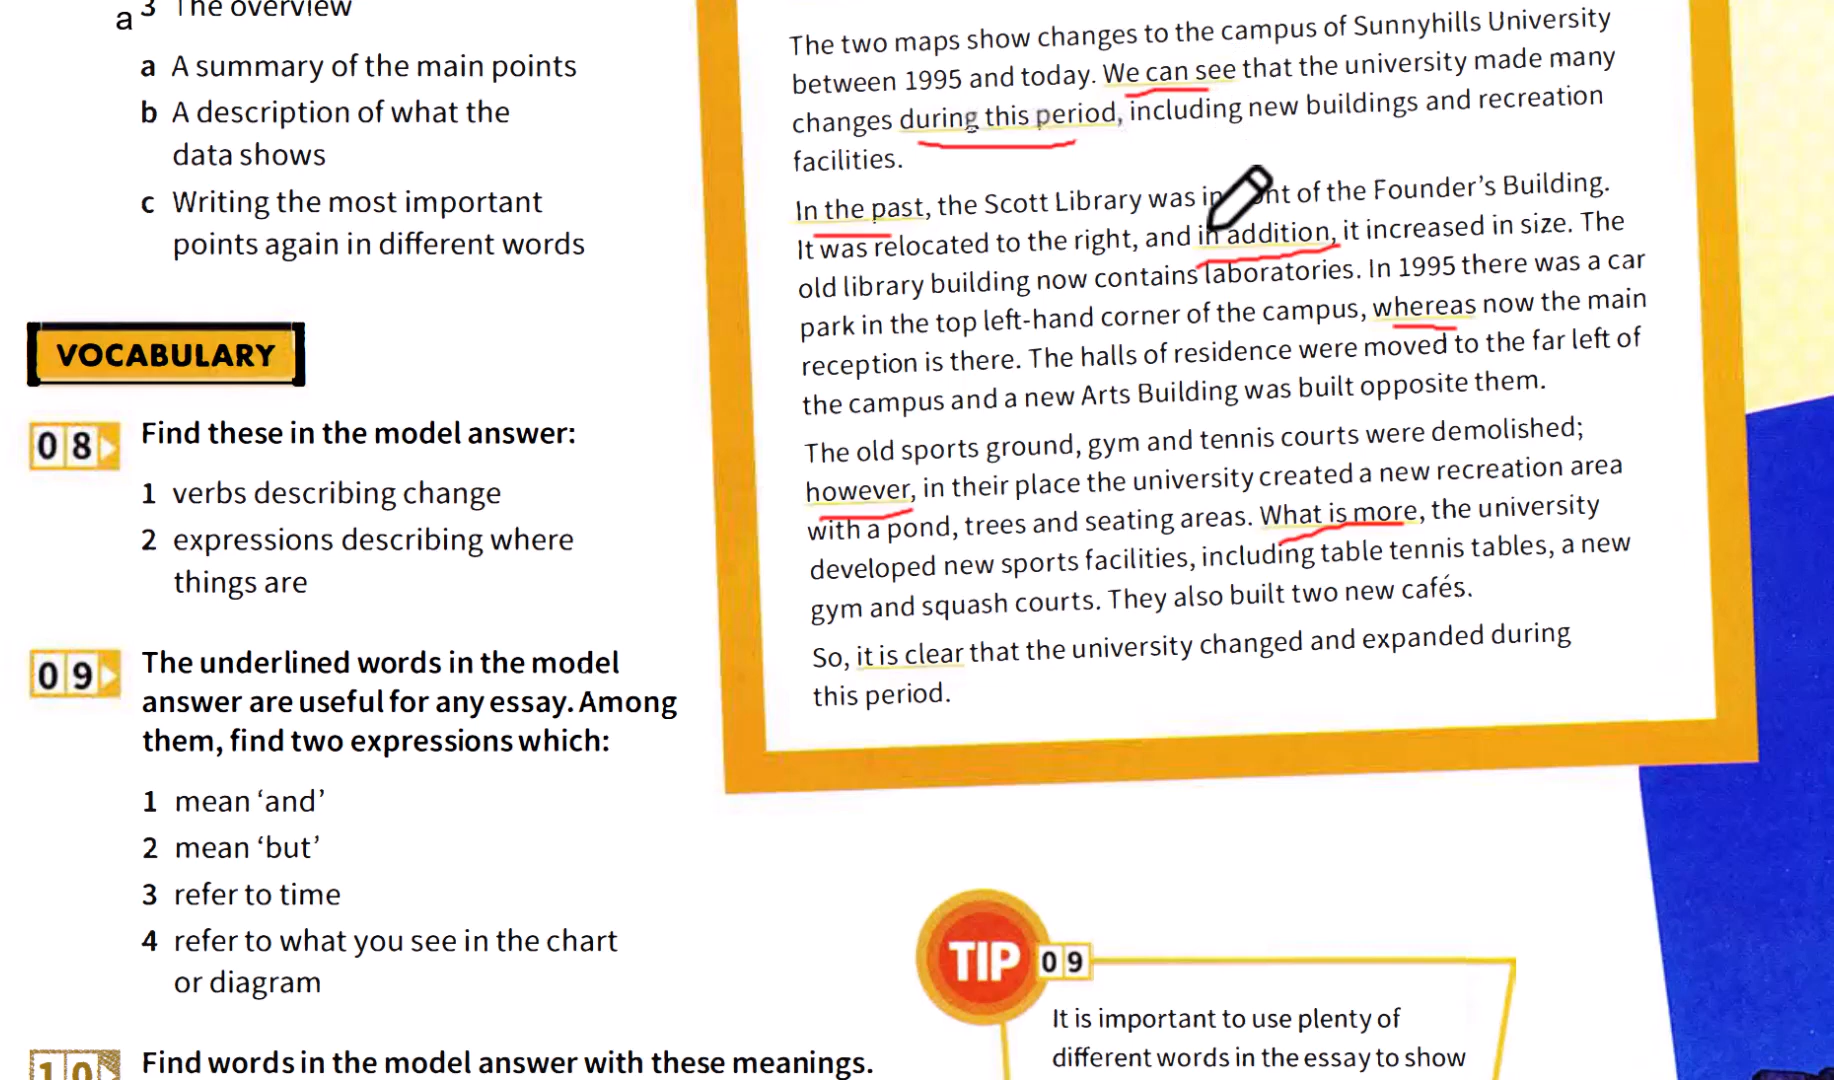 a
3 The overview
a A summary of the main points
b A description of what the
data shows
c Writing the most important
points again in different words
VOCABULARY
08 Find these in the model answer:
1 verbs describing change
2 expressions describing where
things are
09 The underlined words in the model
answer are useful for any essay. Among
them, find two expressions which:
1 mean ‘and’
2 mean ‘but’
3 refer to time
4 refer to what you see in the chart
or diagram
10 Find words in the model answer with these meanings.
The two maps show changes to the campus of Sunnyhills University
between 1995 and today. We can see that the university made many
changes during this period, including new buildings and recreation
facilities.
In the past, the Scott Library was in of the Founder’s Building.
It was relocated to the right, and in addition, it increased in size. The
old library building now contains laboratories. In 1995 there was a car
park in the top left-hand corner of the campus, whereas now the main
reception is there. The halls of residence were moved to the far left of
the campus and a new Arts Building was built opposite them.
The old sports ground, gym and tennis courts were demolished;
however, in their place the university created a new recreation area
with a pond, trees and seating areas. What is more, the university
developed new sports facilities, including table tennis tables, a new
gym and squash courts. They also built two new cafés.
So, it is clear that the university changed and expanded during
this period.
TIP 09
It is important to use plenty of
different words in the essay to show